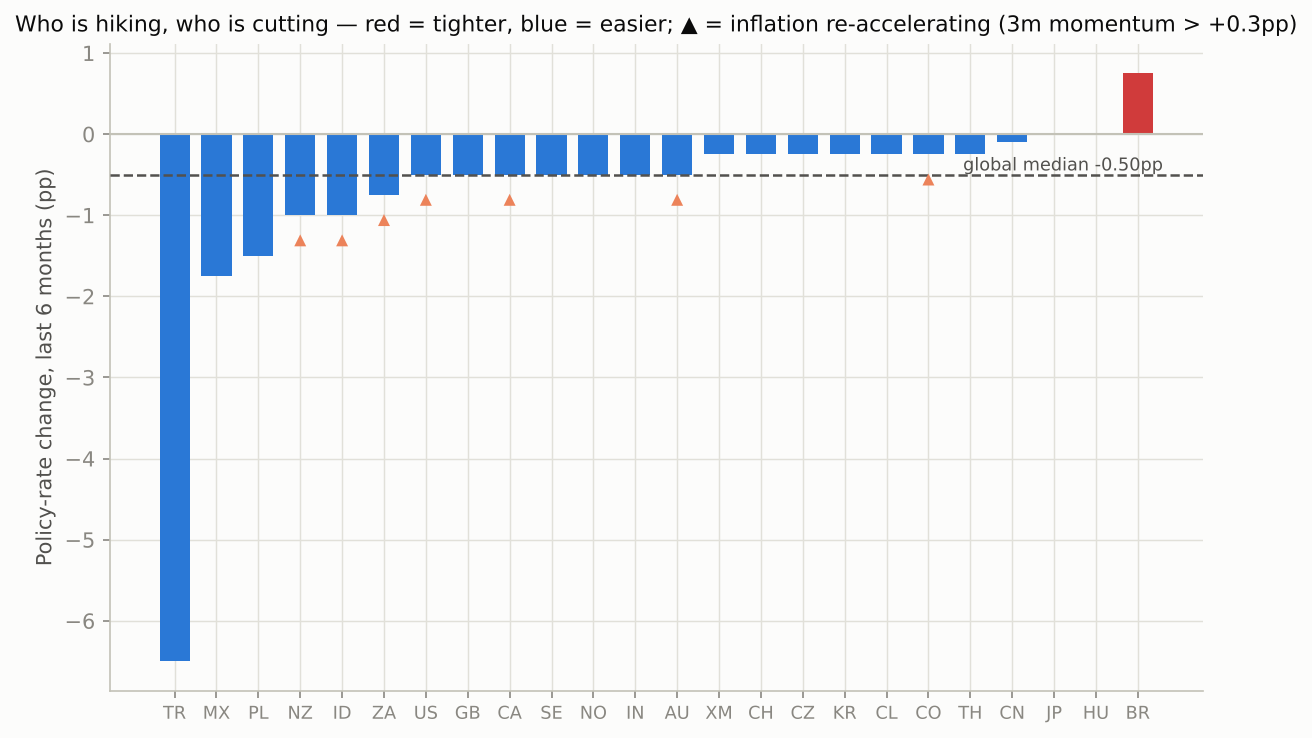 Who is hiking, who is cutting — red = tighter, blue = easier; ▲ = inflation re-accelerating (3m momentum > +0.3pp)
Policy-rate change, last 6 months (pp)
1
0
−1
−2
−3
−4
−5
−6
global median -0.50pp
TR MX PL NZ ID ZA US GB CA SE NO IN AU XM CH CZ KR CL CO TH CN JP HU BR